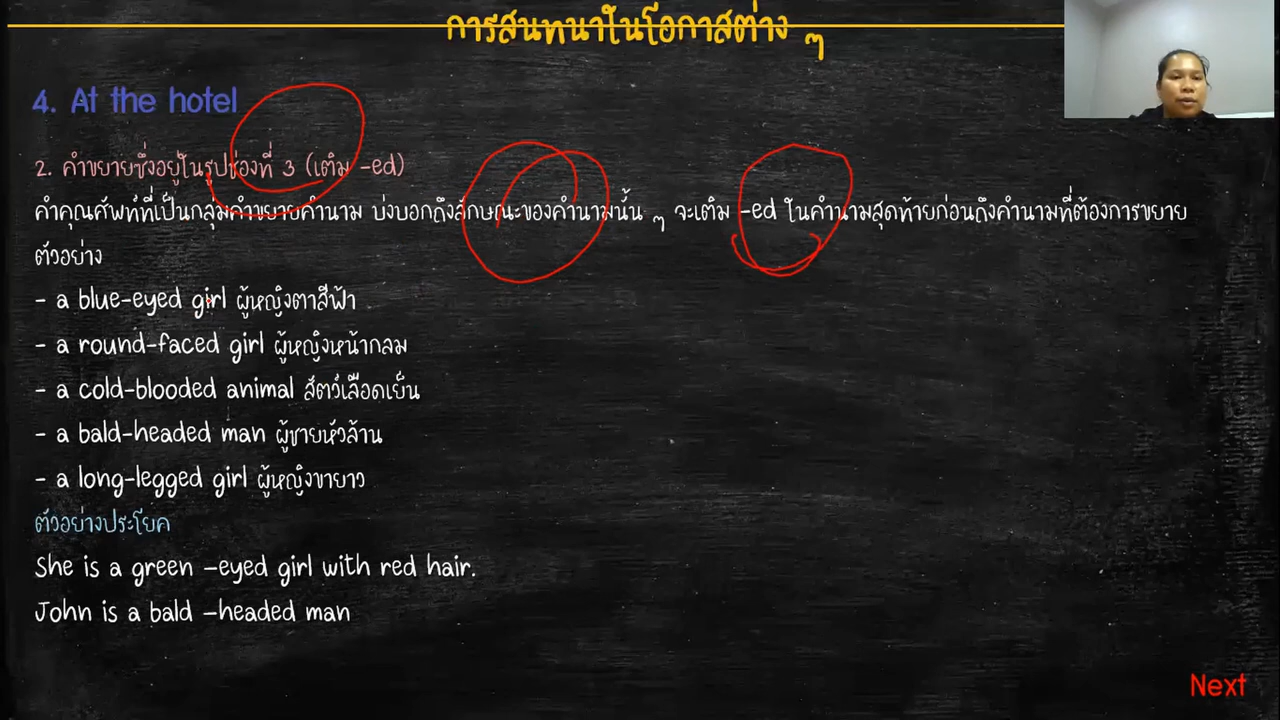 การสนทนาในโอกาสต่าง ๆ
4. At the hotel
2. คำขยายซึ่งอยู่ในรูปช่องที่ 3 (เติม -ed)
คำคุณศัพท์ที่เป็นกลุ่มคำขยายคำนาม บ่งบอกถึงลักษณะของคำนามนั้น ๆ จะเติม -ed ในคำนามสุดท้ายก่อนถึงคำนามที่ต้องการขยาย
ตัวอย่าง
- a blue-eyed girl ผู้หญิงตาสีฟ้า
- a round-faced girl ผู้หญิงหน้ากลม
- a cold-blooded animal สัตว์เลือดเย็น
- a bald-headed man ผู้ชายหัวล้าน
- a long-legged girl ผู้หญิงขายาว
ตัวอย่างประโยค
She is a green -eyed girl with red hair.
John is a bald -headed man
Next